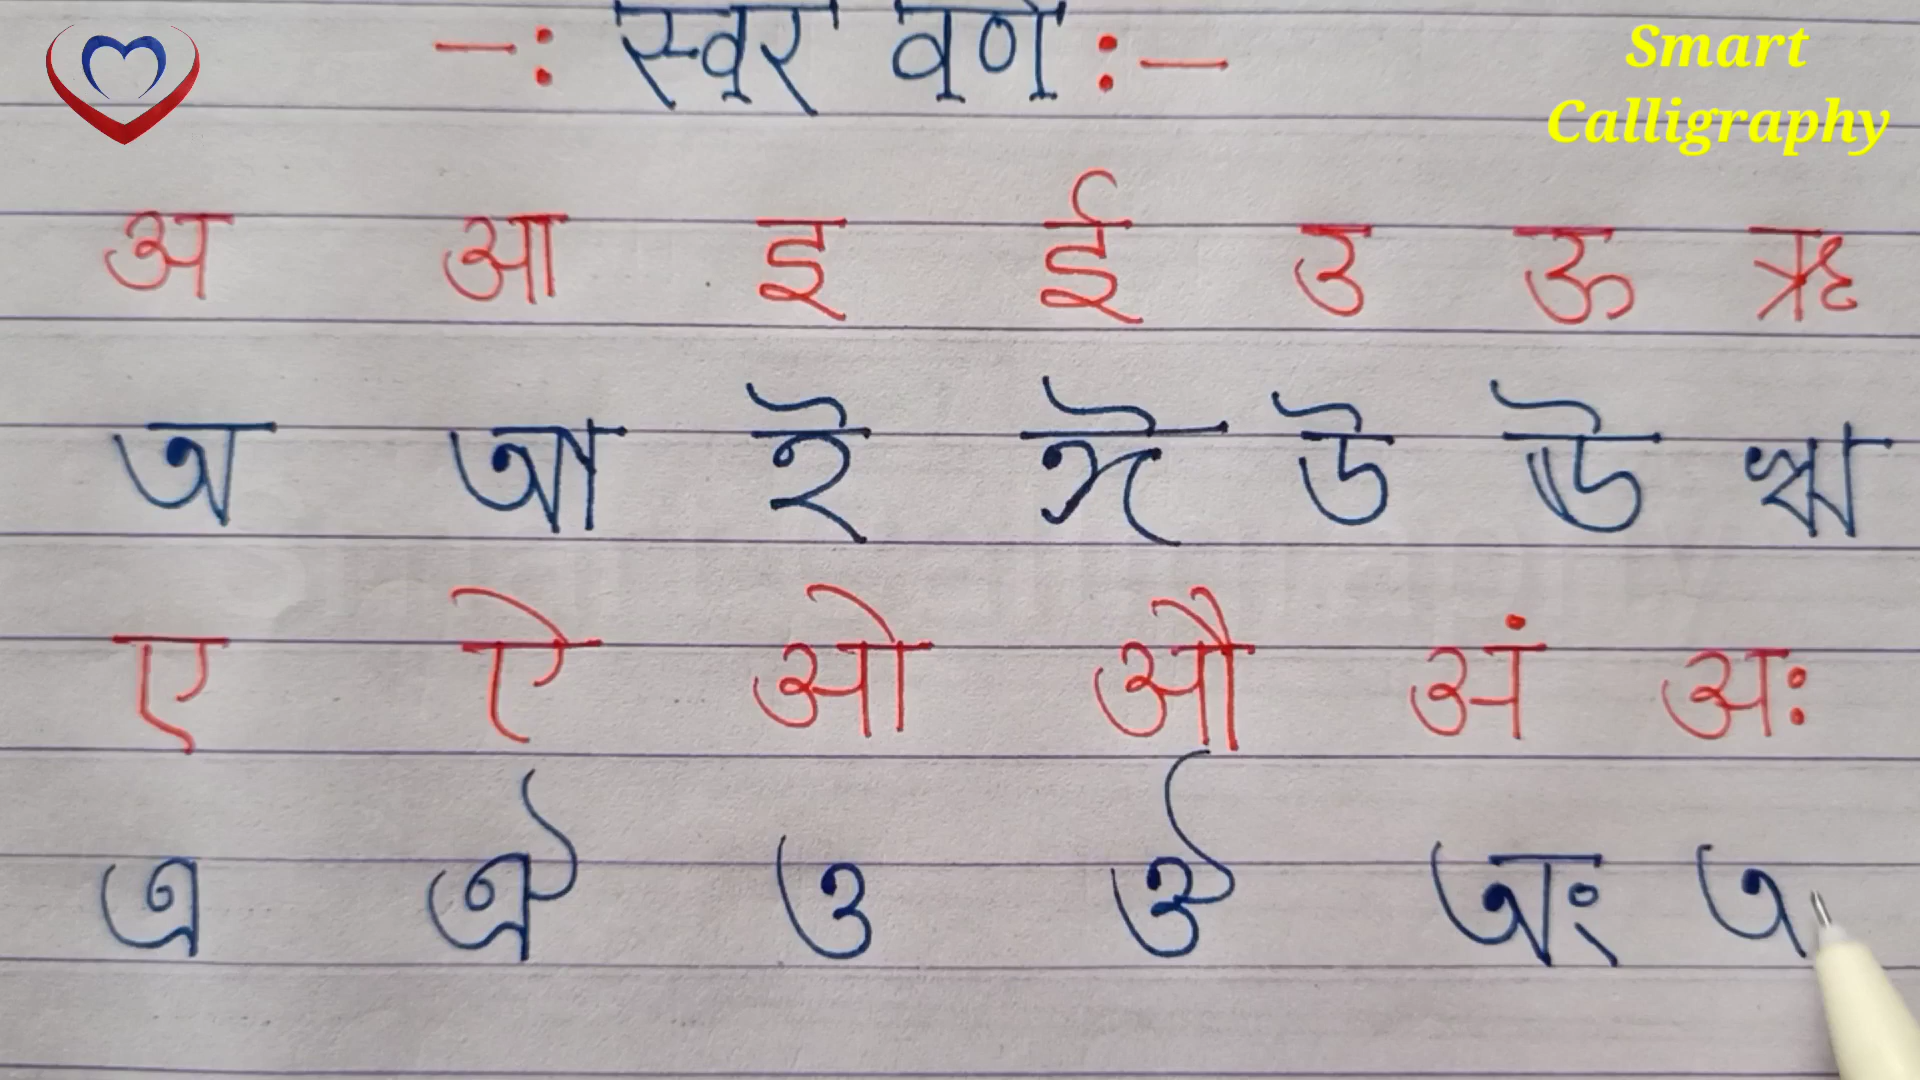 -: स्वर वर्ण :-
Smart
Calligraphy
अ आ इ ई उ ऊ ऋ
অ আ ই ঈ উ ঊ ঋ
ए ऐ ओ औ अं अः
এ ঐ ও ঔ অং